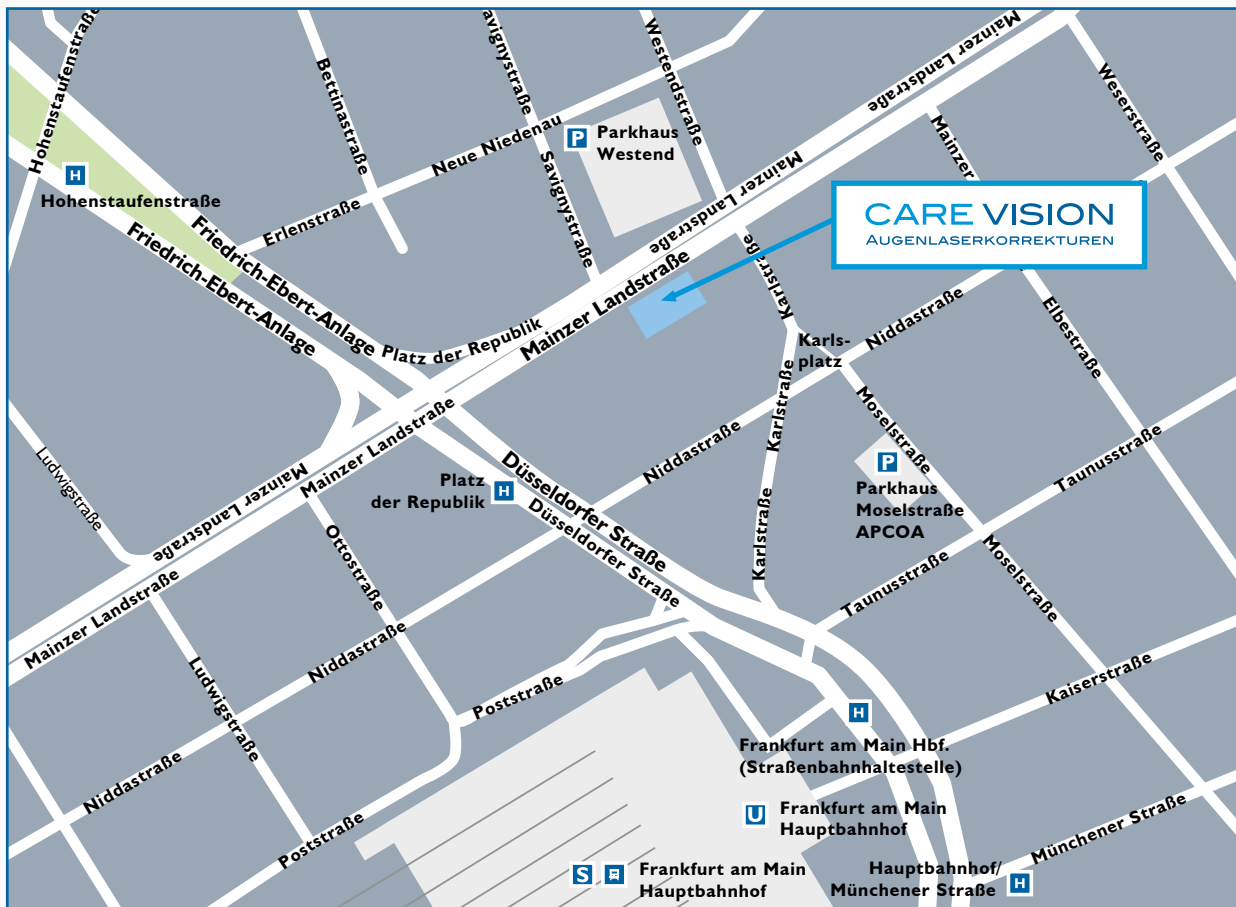 Hohenstaufenstraße
Bettinastraße
avignystraße
Savignystraße
Westendstraße
Mainzer Landstraße
Mainzer Landstraße
Weserstraße
Mainzer
P
Parkhaus
Westend
Neue Niedenau
Erlenstraße
H
Hohenstaufenstraße
CARE VISION
AUGENLASERKORREKTUREN
Friedrich-Ebert-Anlage
Friedrich-Ebert-Anlage
Mainzer Landstraße
Mainzer Landstraße
Mainzer Landstraße
Platz der Republik
Karlstraße
Karls-
platz
Niddastraße
Elbestraße
Karlstraße
Karlstraße
Moselstraße
P
Parkhaus
Moselstraße
APCOA
Taunusstraße
Taunusstraße
Moselstraße
Niddastraße
Düsseldorfer Straße
Düsseldorfer Straße
Platz
der Republik
H
Mainzer Landstraße
Mainzer Landstraße
Mainzer Landstraße
Ludwigstraße
Ottostraße
Niddastraße
Ludwigstraße
Niddastraße
Poststraße
Poststraße
Kaiserstraße
H
Frankfurt am Main Hbf.
(Straßenbahnhaltestelle)
U
Frankfurt am Main
Hauptbahnhof
S
Frankfurt am Main
Hauptbahnhof
Hauptbahnhof/
Münchener Straße
H
Münchener Straße